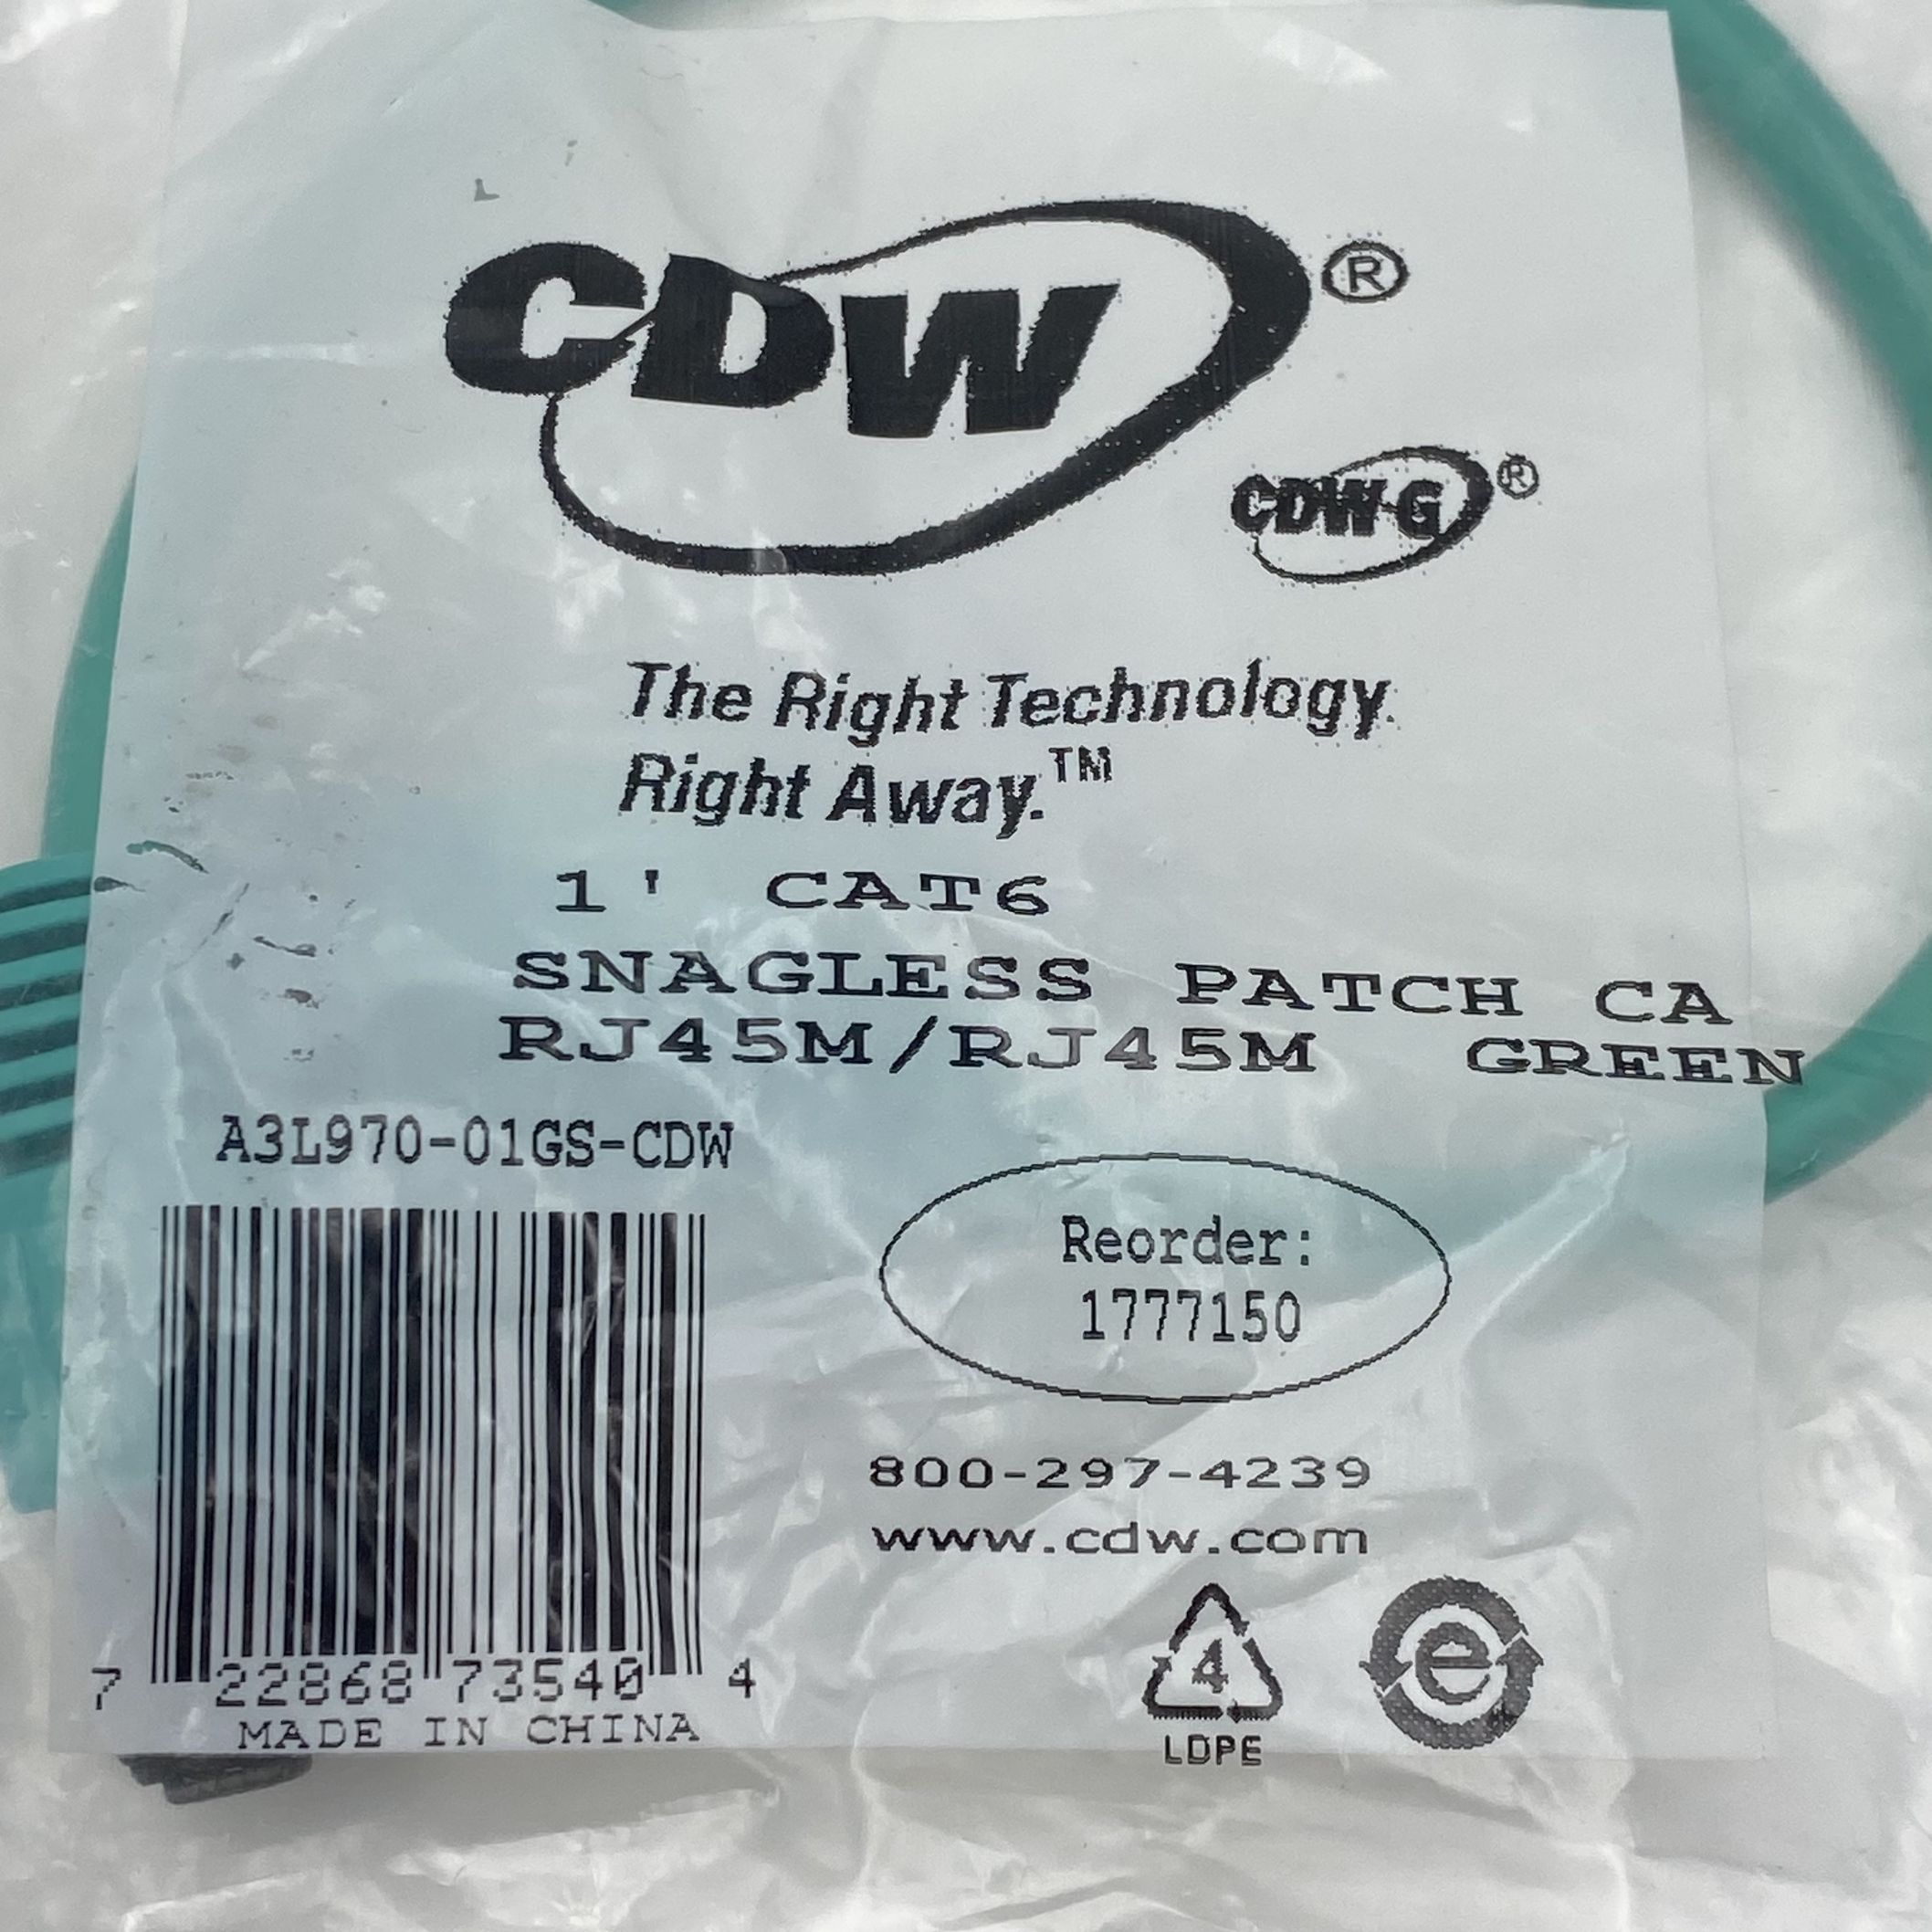 CDW®
CDW-G®
The Right Technology.
Right Away.™
1' CAT6
SNAGLESS PATCH CA
RJ45M/RJ45M GREEN
A3L970-01GS-CDW
Reorder:
1777150
800-297-4239
www.cdw.com
7 22868 73540 4
MADE IN CHINA
4
LDPE
e